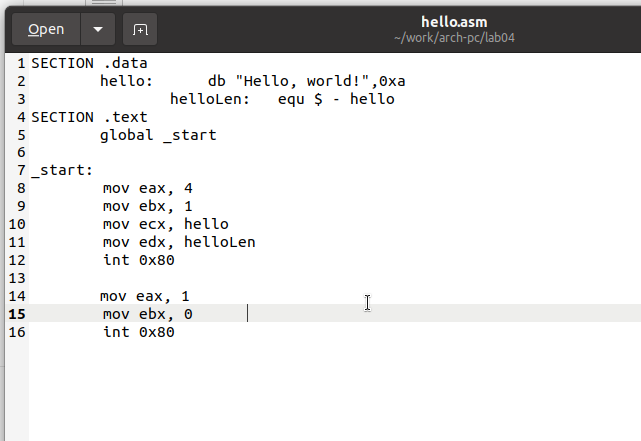 Open
hello.asm
~/work/arch-pc/lab04
1 SECTION .data
2 hello: db "Hello, world!",0xa
3 helloLen: equ $ - hello
4 SECTION .text
5 global _start
6
7 _start:
8 mov eax, 4
9 mov ebx, 1
10 mov ecx, hello
11 mov edx, helloLen
12 int 0x80
13
14 mov eax, 1
15 mov ebx, 0
16 int 0x80